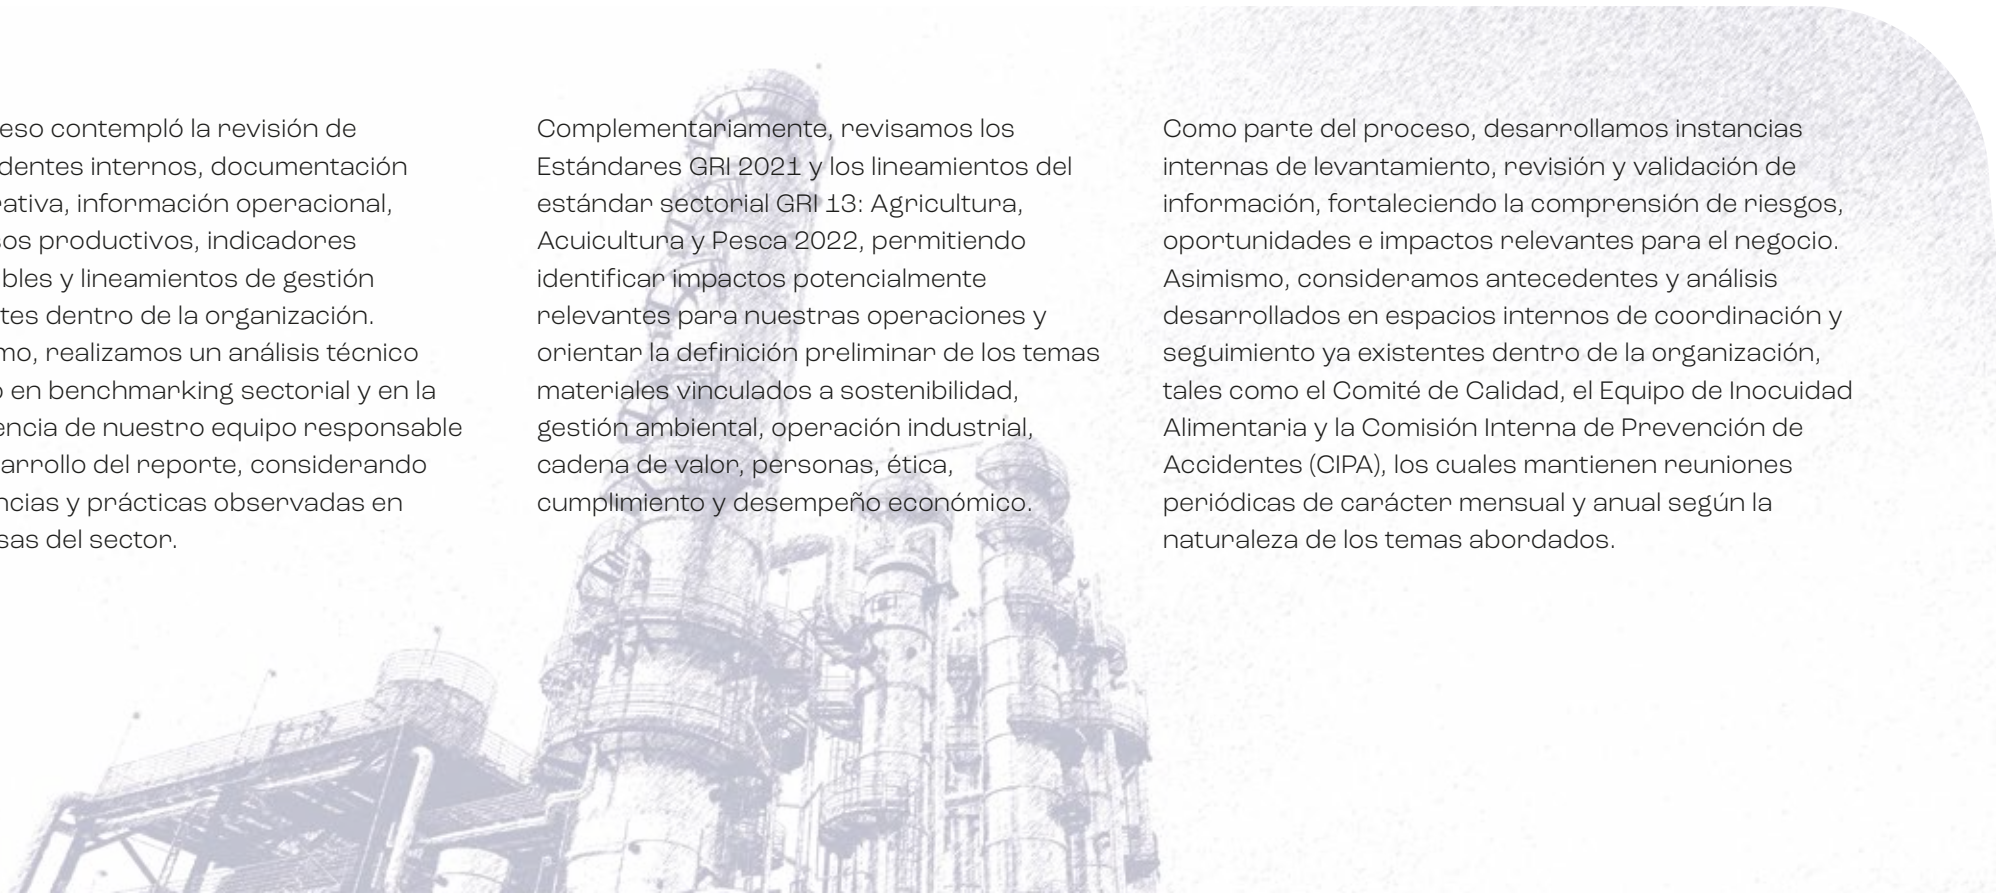 eso contempló la revisión de
dentes internos, documentación
ativa, información operacional,
os productivos, indicadores
bles y lineamientos de gestión
tes dentro de la organización.
mo, realizamos un análisis técnico
o en benchmarking sectorial y en la
encia de nuestro equipo responsable
arrollo del reporte, considerando
ncias y prácticas observadas en
sas del sector.
Complementariamente, revisamos los
Estándares GRI 2021 y los lineamientos del
estándar sectorial GRI 13: Agricultura,
Acuicultura y Pesca 2022, permitiendo
identificar impactos potencialmente
relevantes para nuestras operaciones y
orientar la definición preliminar de los temas
materiales vinculados a sostenibilidad,
gestión ambiental, operación industrial,
cadena de valor, personas, ética,
cumplimiento y desempeño económico.
Como parte del proceso, desarrollamos instancias
internas de levantamiento, revisión y validación de
información, fortaleciendo la comprensión de riesgos,
oportunidades e impactos relevantes para el negocio.
Asimismo, consideramos antecedentes y análisis
desarrollados en espacios internos de coordinación y
seguimiento ya existentes dentro de la organización,
tales como el Comité de Calidad, el Equipo de Inocuidad
Alimentaria y la Comisión Interna de Prevención de
Accidentes (CIPA), los cuales mantienen reuniones
periódicas de carácter mensual y anual según la
naturaleza de los temas abordados.